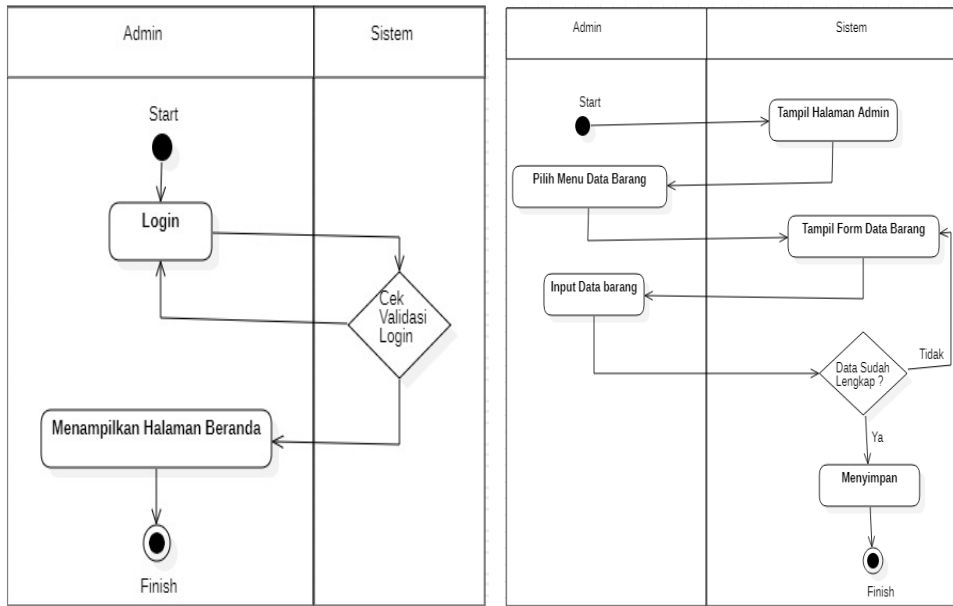 Admin
Sistem
Start
Login
Cek
Validasi
Login
Menampilkan Halaman Beranda
Finish
Admin
Sistem
Start
Tampil Halaman Admin
Pilih Menu Data Barang
Tampil Form Data Barang
Input Data barang
Data Sudah
Lengkap ?
Tidak
Ya
Menyimpan
Finish